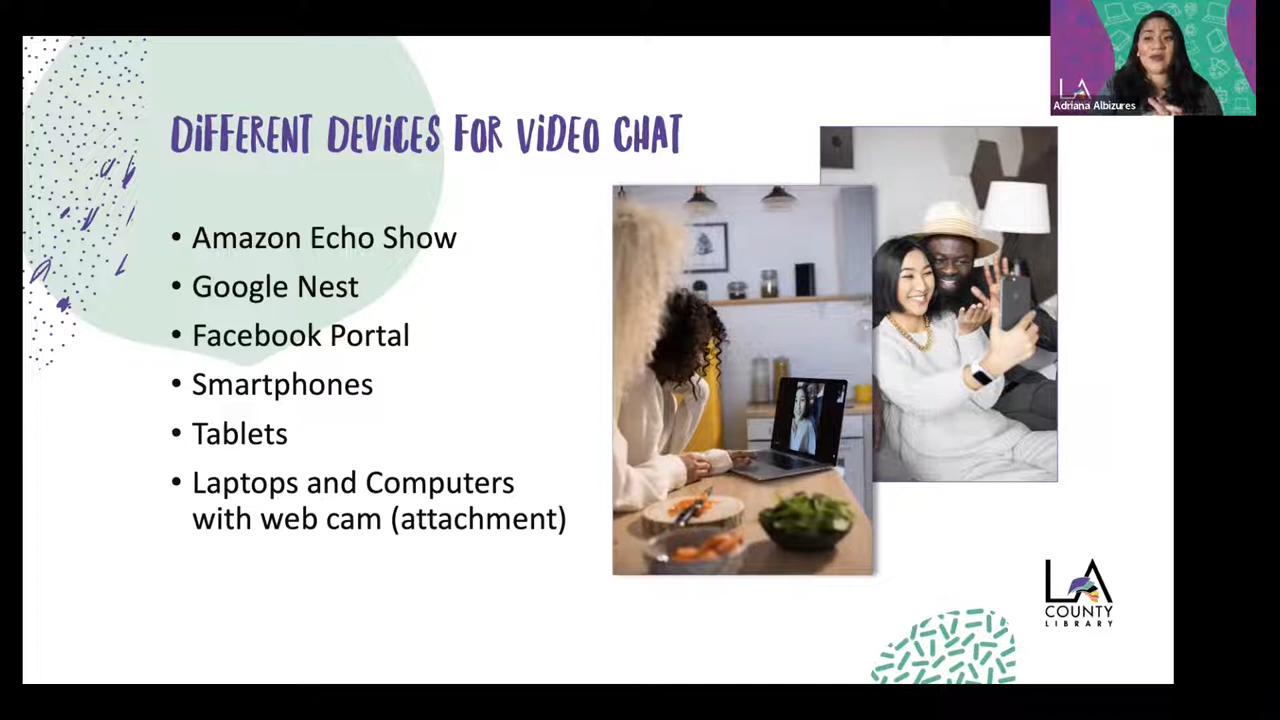 LA
Adriana Albizures
DiFFERENT DEViCES FOR ViDEO CHAT
• Amazon Echo Show
• Google Nest
• Facebook Portal
• Smartphones
• Tablets
• Laptops and Computers
with web cam (attachment)
LA
COUNTY
LIBRARY